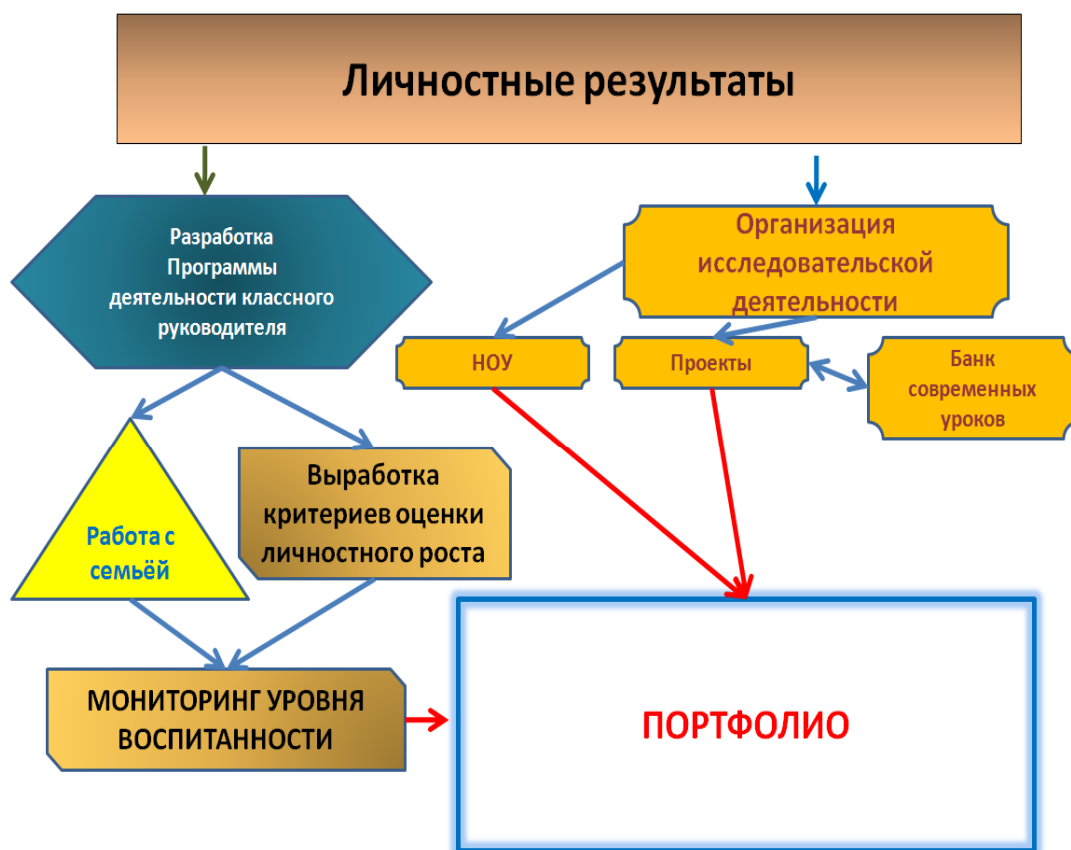 Личностные результаты
Разработка
Программы
деятельности классного
руководителя
Организация
исследовательской
деятельности
НОУ
Проекты
Банк
современных
уроков
Работа с
семьёй
Выработка
критериев оценки
личностного роста
МОНИТОРИНГ УРОВНЯ
ВОСПИТАННОСТИ
ПОРТФОЛИО